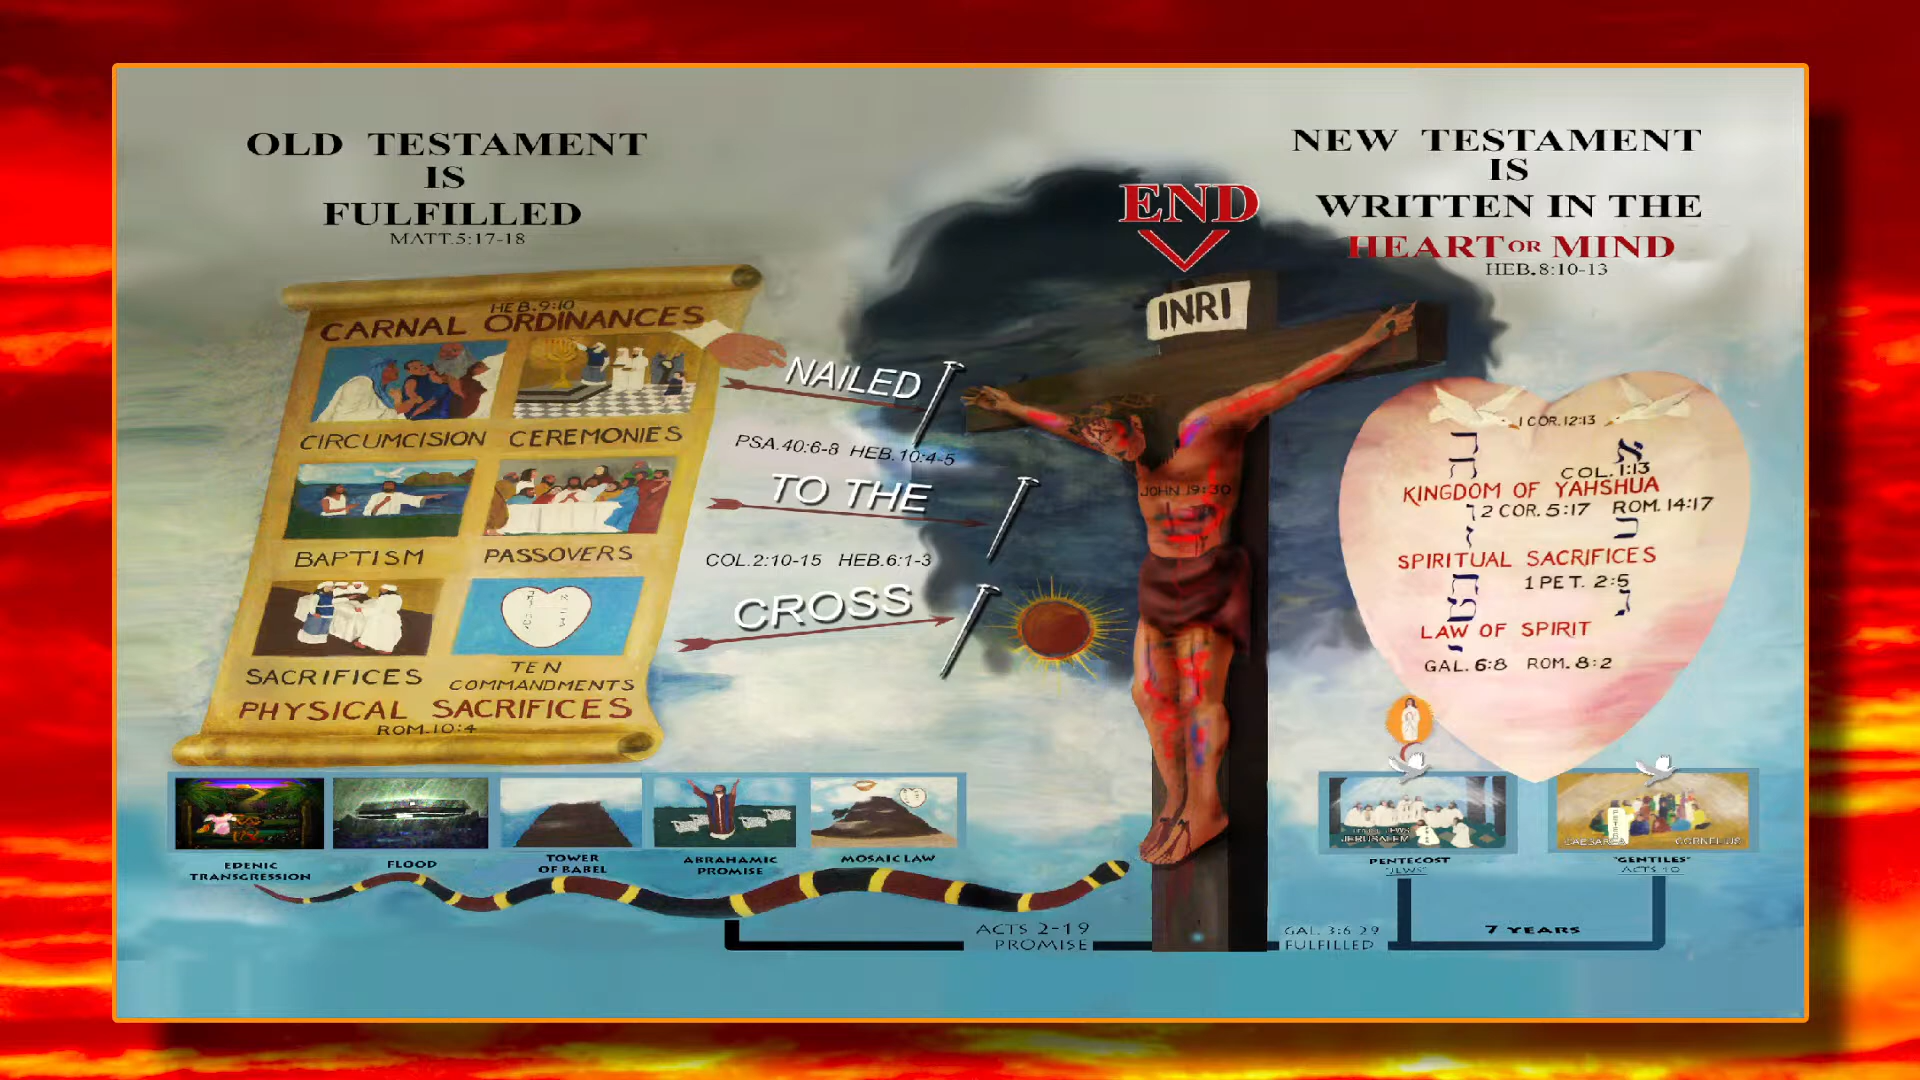 OLD TESTAMENT
IS
FULFILLED
MATT.5:17-18
HEB.9:10
CARNAL ORDINANCES
CIRCUMCISION CEREMONIES
BAPTISM PASSOVERS
SACRIFICES TEN
COMMANDMENTS
PHYSICAL SACRIFICES
ROM.10:4
NAILED
PSA.40:6-8 HEB.10:4-5
TO THE
COL.2:10-15 HEB.6:1-3
CROSS
END
INRI
JOHN 19:30
NEW TESTAMENT
IS
WRITTEN IN THE
HEART OR MIND
HEB.8:10-13
1 COR.12:13
COL.1:13
KINGDOM OF YAHSHUA
2 COR. 5:17 ROM.14:17
SPIRITUAL SACRIFICES
1 PET. 2:5
LAW OF SPIRIT
GAL. 6:8 ROM. 8:2
EDENIC
TRANSGRESSION
FLOOD
TOWER
OF BABEL
ABRAHAMIC
PROMISE
MOSAIC LAW
JERUSALEM
PENTECOST
"JEWS"
PETER
CORNELIUS
"GENTILES"
ACTS 10
ACTS 2-19
PROMISE
GAL. 3:6-29
FULFILLED
7 YEARS